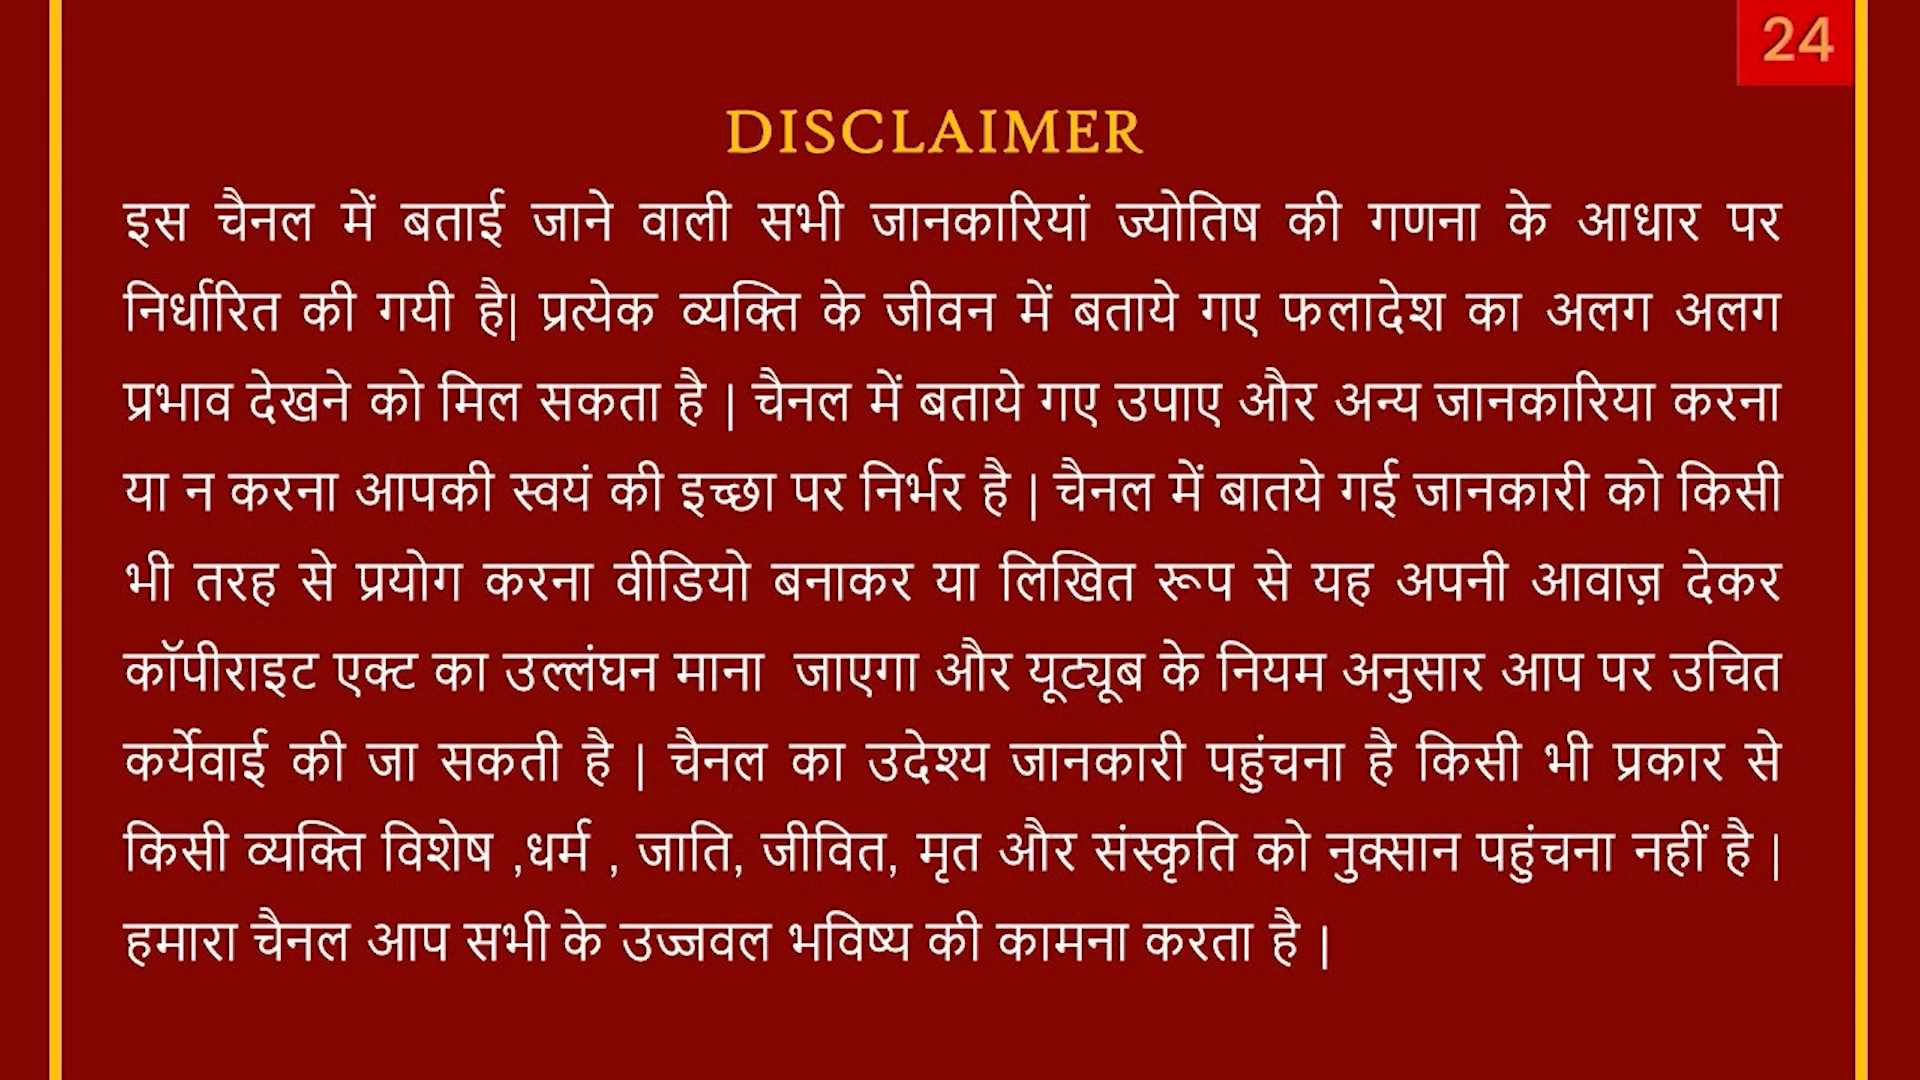 24
DISCLAIMER
इस चैनल में बताई जाने वाली सभी जानकारियां ज्योतिष की गणना के आधार पर
निर्धारित की गयी है| प्रत्येक व्यक्ति के जीवन में बताये गए फलादेश का अलग अलग
प्रभाव देखने को मिल सकता है | चैनल में बताये गए उपाए और अन्य जानकारिया करना
या न करना आपकी स्वयं की इच्छा पर निर्भर है | चैनल में बातये गई जानकारी को किसी
भी तरह से प्रयोग करना वीडियो बनाकर या लिखित रूप से यह अपनी आवाज़ देकर
कॉपीराइट एक्ट का उल्लंघन माना जाएगा और यूट्यूब के नियम अनुसार आप पर उचित
कर्येवाई की जा सकती है | चैनल का उदेश्य जानकारी पहुंचना है किसी भी प्रकार से
किसी व्यक्ति विशेष ,धर्म , जाति, जीवित, मृत और संस्कृति को नुक्सान पहुंचना नहीं है |
हमारा चैनल आप सभी के उज्जवल भविष्य की कामना करता है |